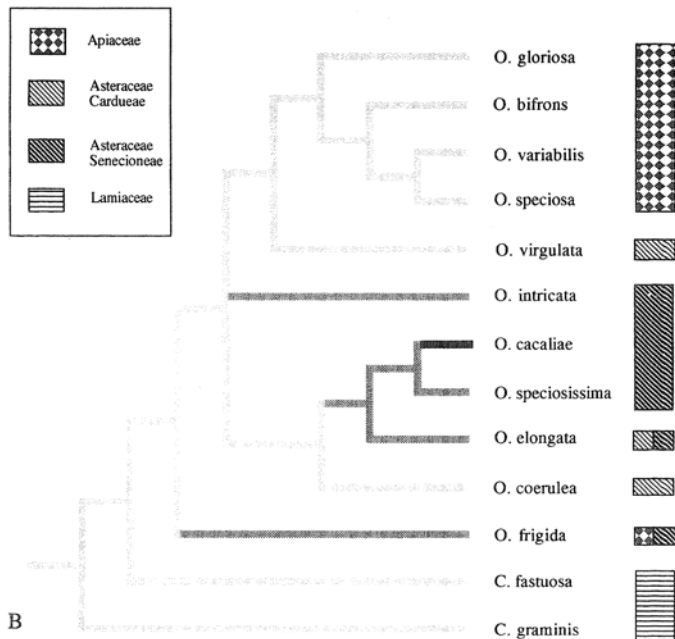 Apiaceae
Asteraceae
Cardueae
Asteraceae
Senecioneae
Lamiaceae
O. gloriosa
O. bifrons
O. variabilis
O. speciosa
O. virgulata
O. intricata
O. cacaliae
O. speciosissima
O. elongata
O. coerulea
O. frigida
C. fastuosa
C. graminis
B